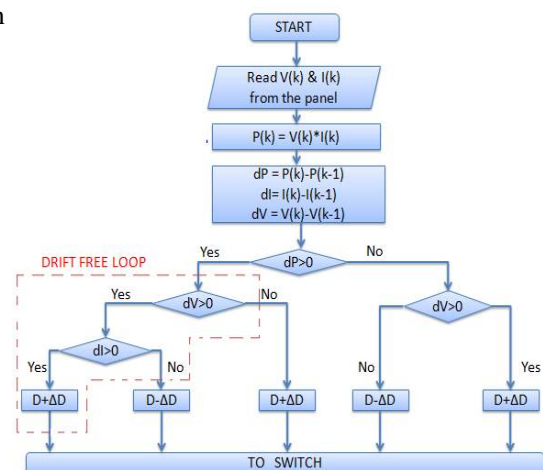 n
START
Read V(k) & I(k)
from the panel
P(k) = V(k)*I(k)
dP = P(k)-P(k-1)
dI= I(k)-I(k-1)
dV = V(k)-V(k-1)
Yes
dP>0
No
DRIFT FREE LOOP
Yes
dV>0
No
dV>0
dI>0
Yes
No
No
Yes
D+ΔD
D-ΔD
D+ΔD
D-ΔD
D+ΔD
TO SWITCH